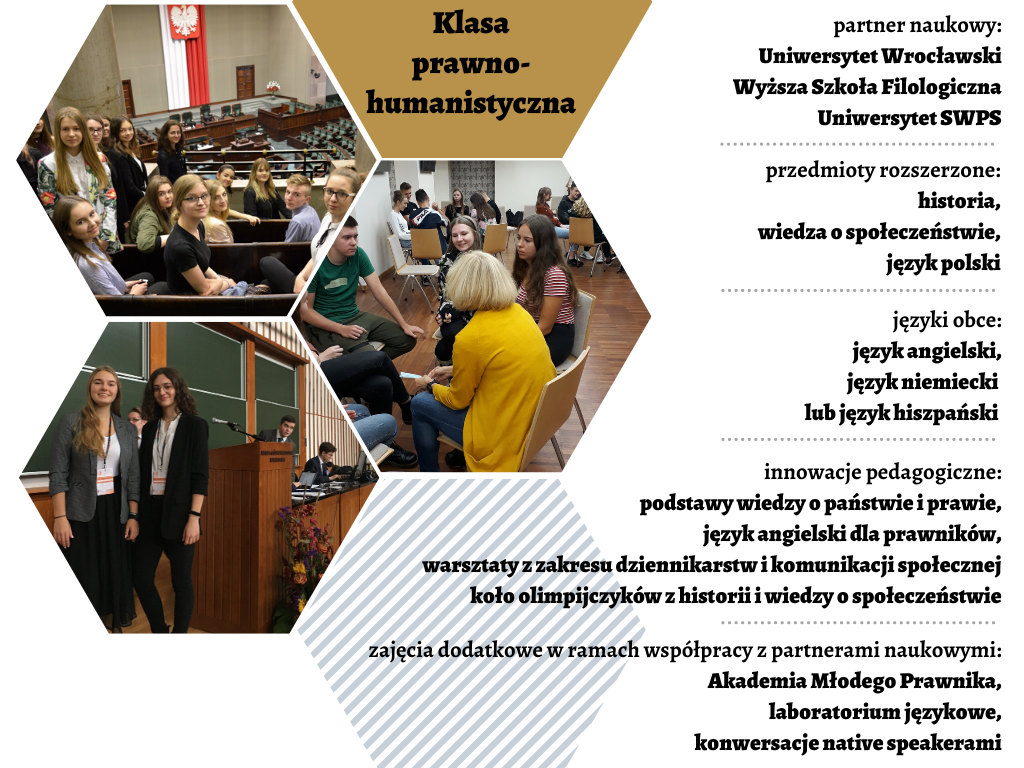 Klasa
prawno-
humanistyczna
partner naukowy:
Uniwersytet Wrocławski
Wyższa Szkoła Filologiczna
Uniwersytet SWPS
przedmioty rozszerzone:
historia,
wiedza o społeczeństwie,
język polski
języki obce:
język angielski,
język niemiecki
lub język hiszpański
innowacje pedagogiczne:
podstawy wiedzy o państwie i prawie,
język angielski dla prawników,
warsztaty z zakresu dziennikarstw i komunikacji społecznej
koło olimpijczyków z historii i wiedzy o społeczeństwie
zajęcia dodatkowe w ramach współpracy z partnerami naukowymi:
Akademia Młodego Prawnika,
laboratorium językowe,
konwersacje native speakerami